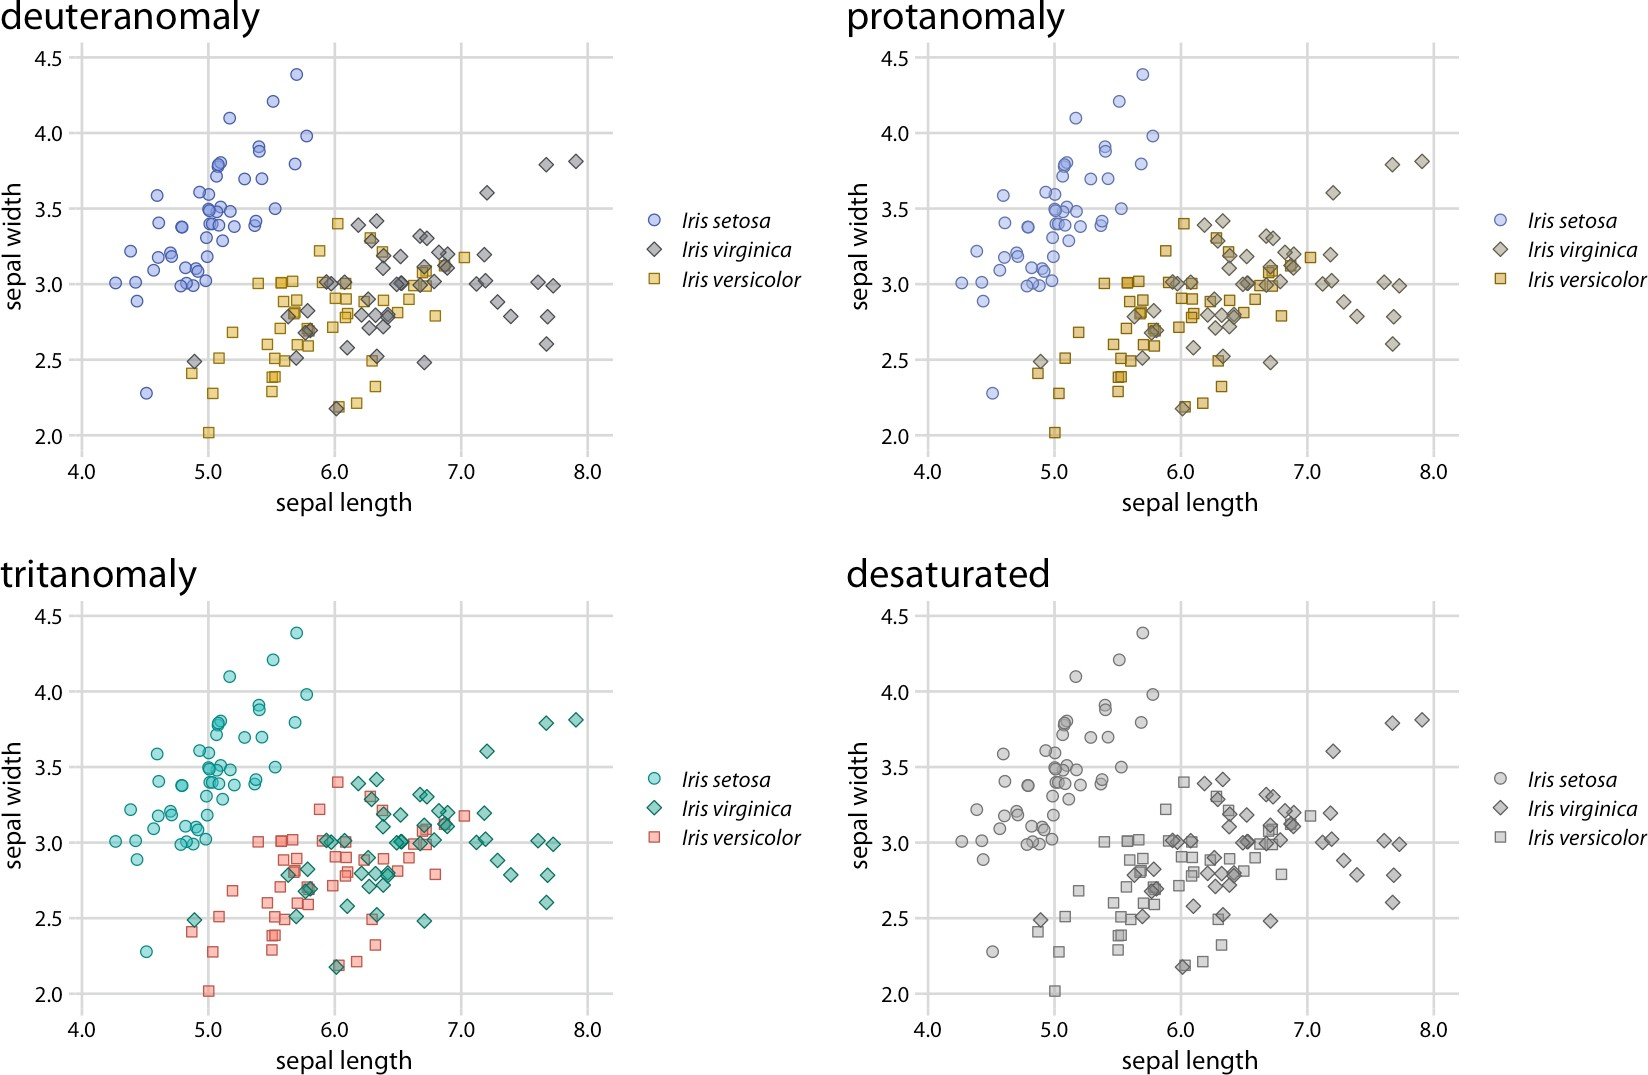 deuteranomaly
4.5
4.0
3.5
3.0
2.5
2.0
sepal width
4.0 5.0 6.0 7.0 8.0
sepal length
Iris setosa
Iris virginica
Iris versicolor
protanomaly
4.5
4.0
3.5
3.0
2.5
2.0
sepal width
4.0 5.0 6.0 7.0 8.0
sepal length
Iris setosa
Iris virginica
Iris versicolor
tritanomaly
4.5
4.0
3.5
3.0
2.5
2.0
sepal width
4.0 5.0 6.0 7.0 8.0
sepal length
Iris setosa
Iris virginica
Iris versicolor
desaturated
4.5
4.0
3.5
3.0
2.5
2.0
sepal width
4.0 5.0 6.0 7.0 8.0
sepal length
Iris setosa
Iris virginica
Iris versicolor